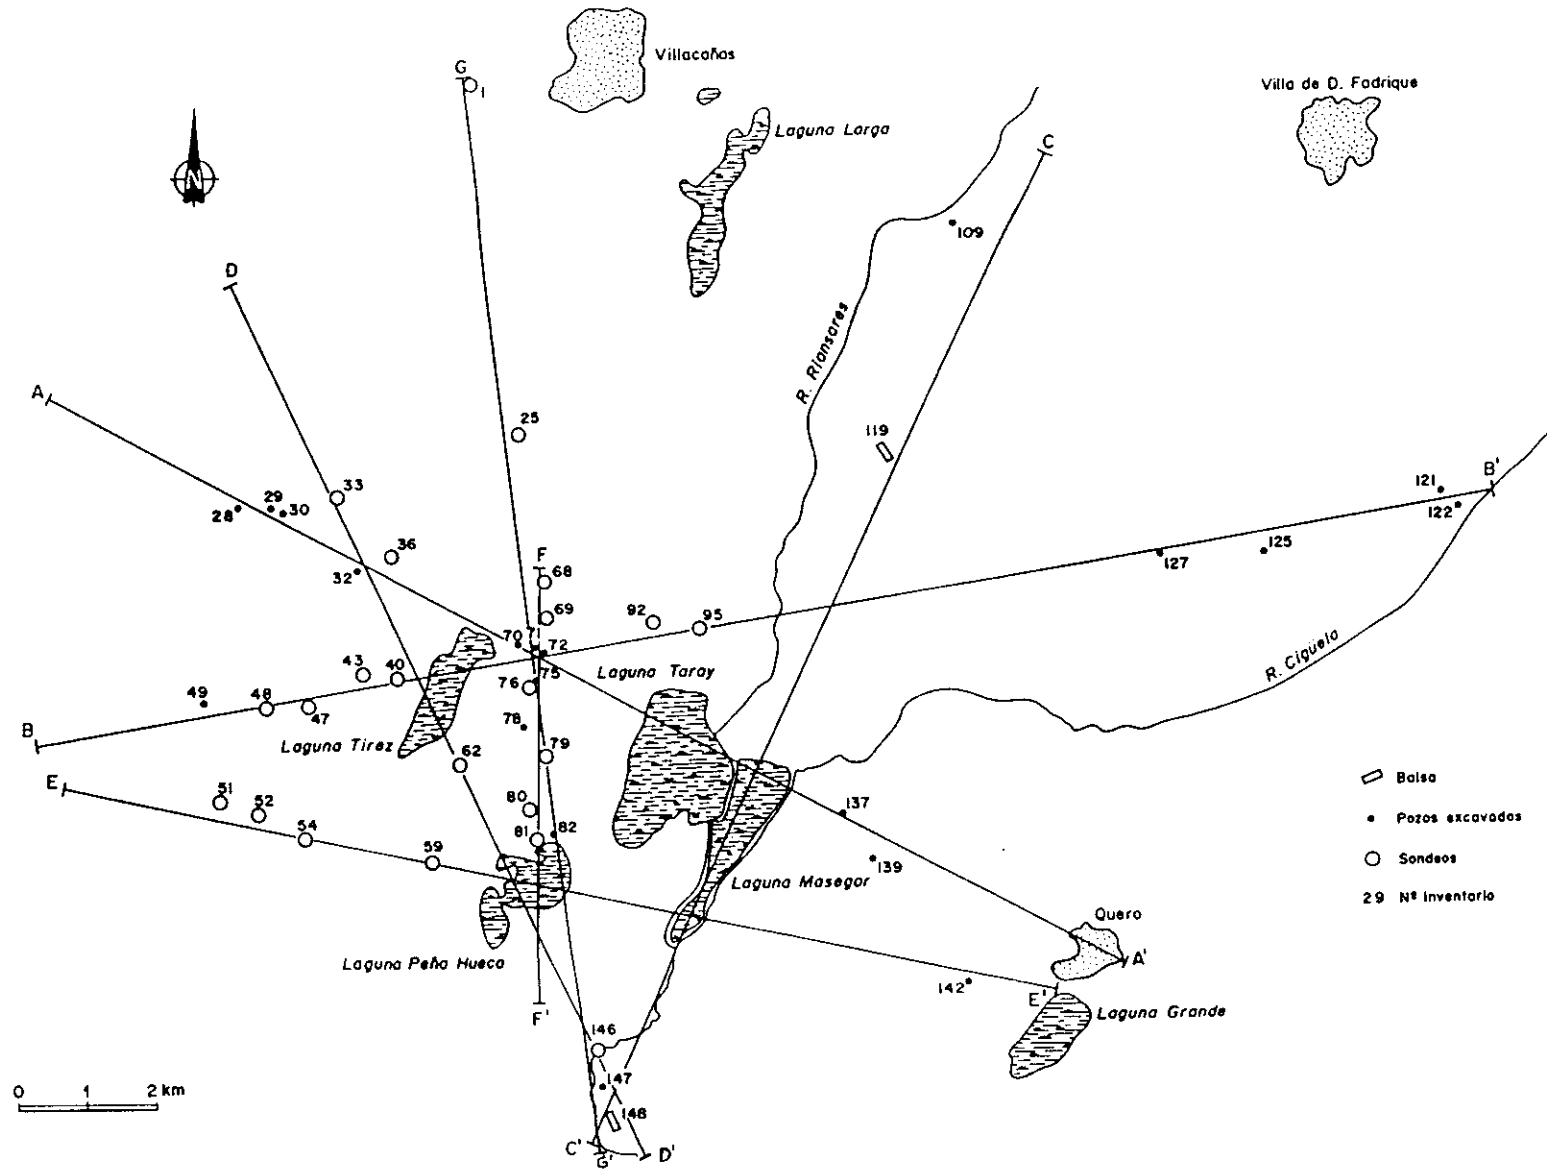 Villacañas
G
1
Villa de D. Fadrique
Laguna Larga
C
N
109
D
R. Riansares
A
25
119
33
29
30
28
121
B'
122
36
F
32
68
127
125
69
92
95
70
71
72
Laguna Taray
R. Cigüela
43
40
75
76
49
48
47
78
B
Laguna Tirez
62
79
E
51
52
80
137
Balsa
54
81
82
Pozos excavados
59
139
Sondeos
Laguna Masegar
29 Nº Inventario
Quero
Laguna Peña Hueca
A'
142
E'
F'
Laguna Grande
146
147
0 1 2 km
148
C'
G'
D'